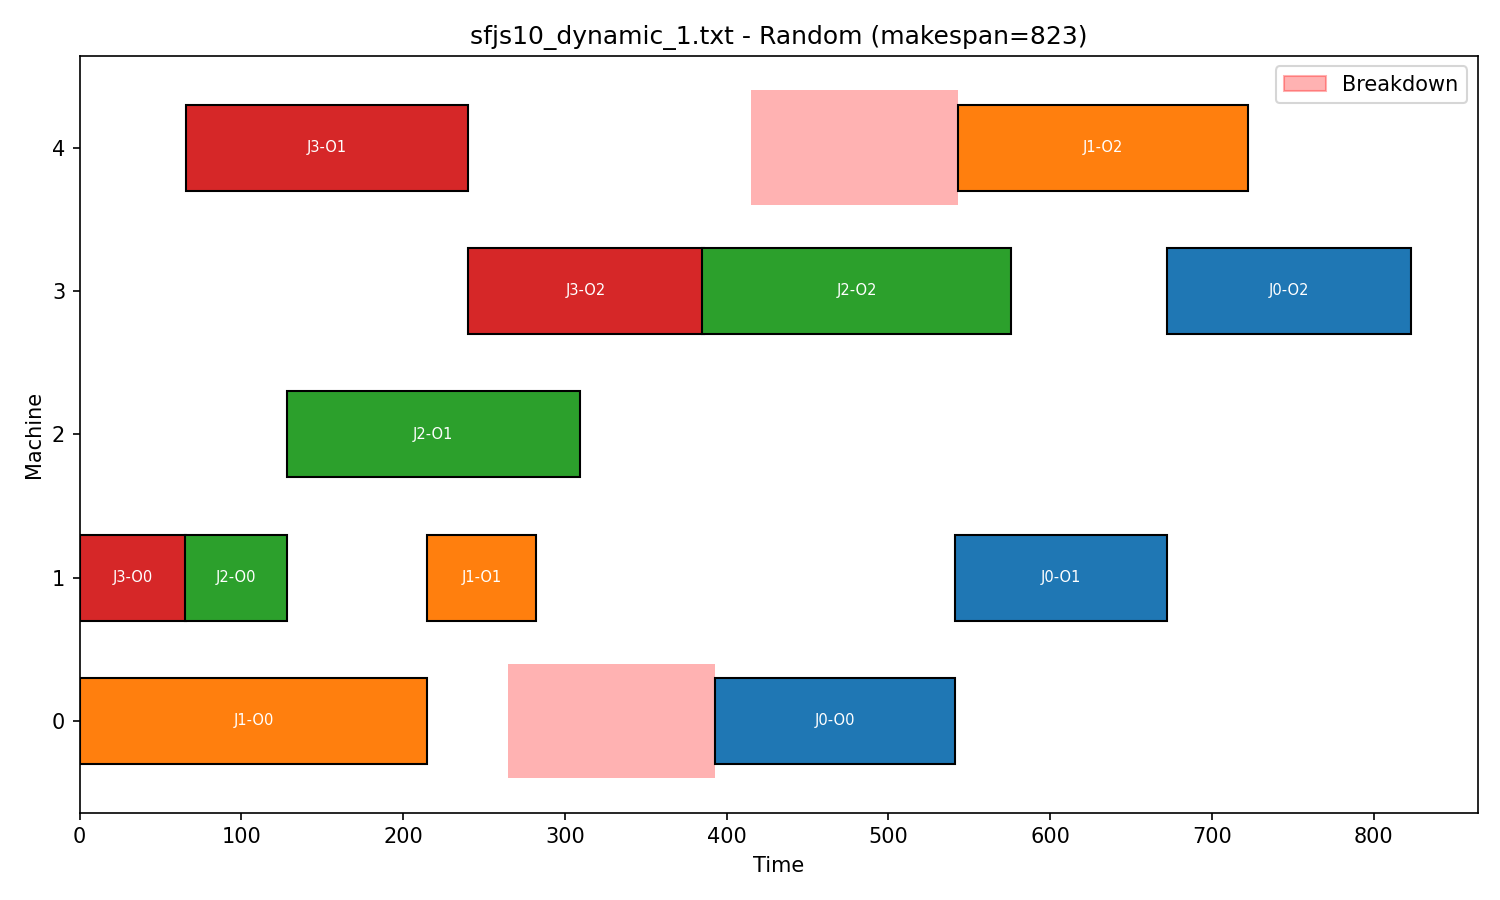 sfjs10_dynamic_1.txt - Random (makespan=823)
Breakdown
4
J3-O1
J1-O2
3
J3-O2
J2-O2
J0-O2
Machine
2
J2-O1
1
J3-O0
J2-O0
J1-O1
J0-O1
0
J1-O0
J0-O0
0 100 200 300 400 500 600 700 800
Time